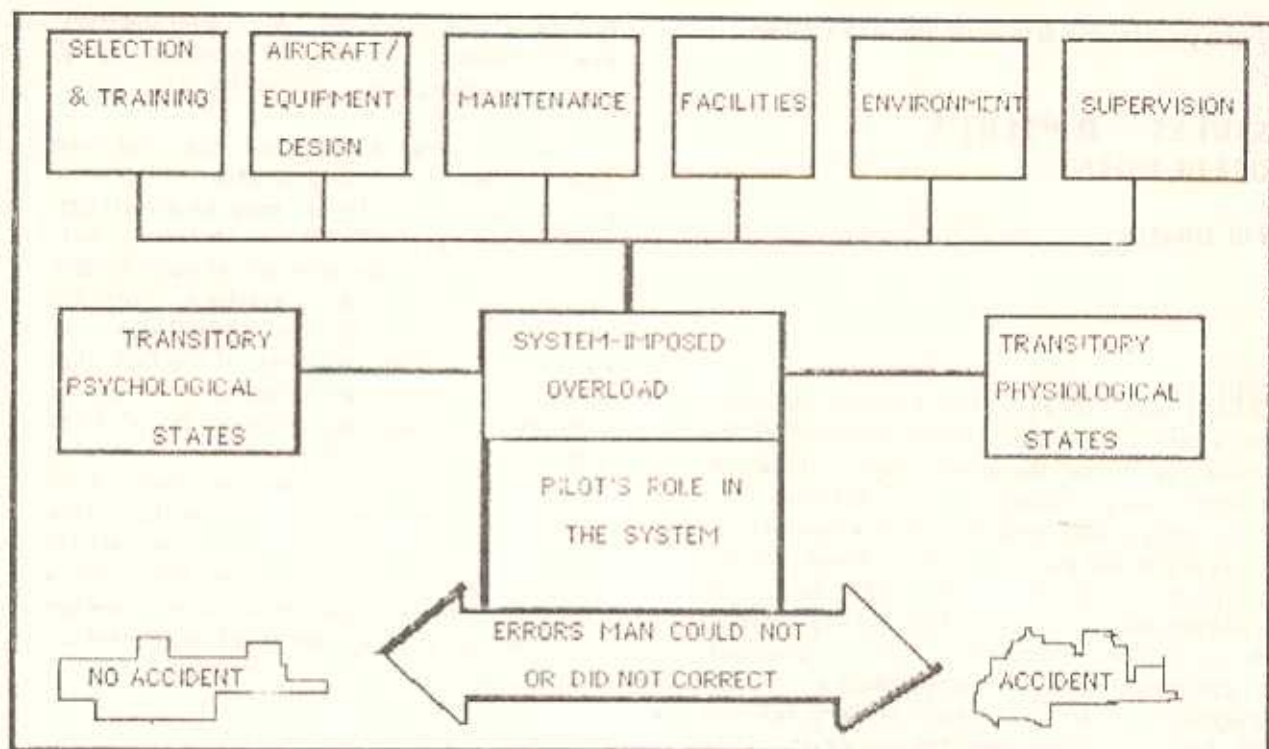 SELECTION
& TRAINING
AIRCRAFT/
EQUIPMENT
DESIGN
MAINTENANCE
FACILITIES
ENVIRONMENT
SUPERVISION
TRANSITORY
PSYCHOLOGICAL
STATES
SYSTEM-IMPOSED
OVERLOAD
TRANSITORY
PHYSIOLOGICAL
STATES
PILOT'S ROLE IN
THE SYSTEM
ERRORS MAN COULD NOT
OR DID NOT CORRECT
NO ACCIDENT
ACCIDENT